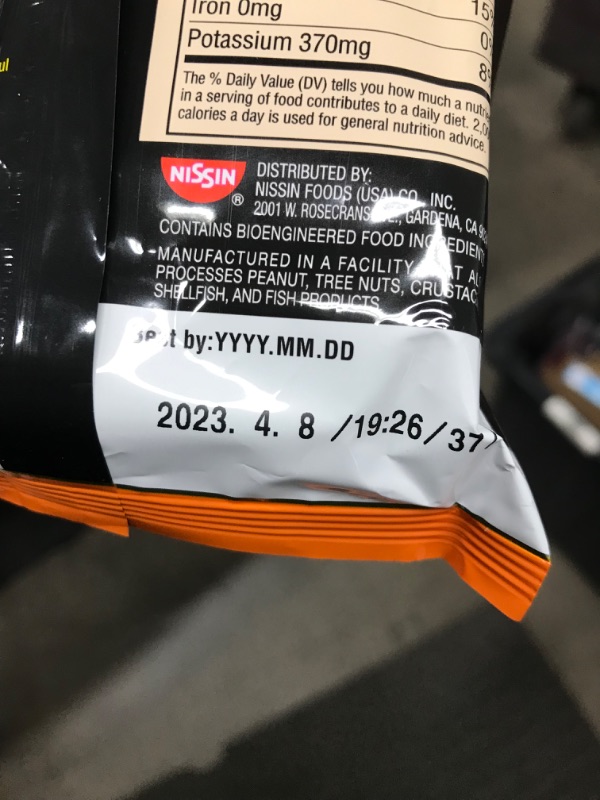 ul
Iron 0mg 0%
Potassium 370mg 8%
The % Daily Value (DV) tells you how much a
in a serving of food contributes to a daily diet.
calories a day is used for general nutrition advice.
NISSIN ®
DISTRIBUTED BY:
NISSIN FOODS (USA) CO., INC.
2001 W. ROSECRANS GARDENA, CA
CONTAINS BIOENGINEERED FOOD
-MANUFACTURED IN A FACILITY
PROCESSES PEANUT, TREE NUTS,
SHELLFISH, AND FISH PRODUCTS
Best by:YYYY.MM.DD
2023. 4. 8 /19:26/37